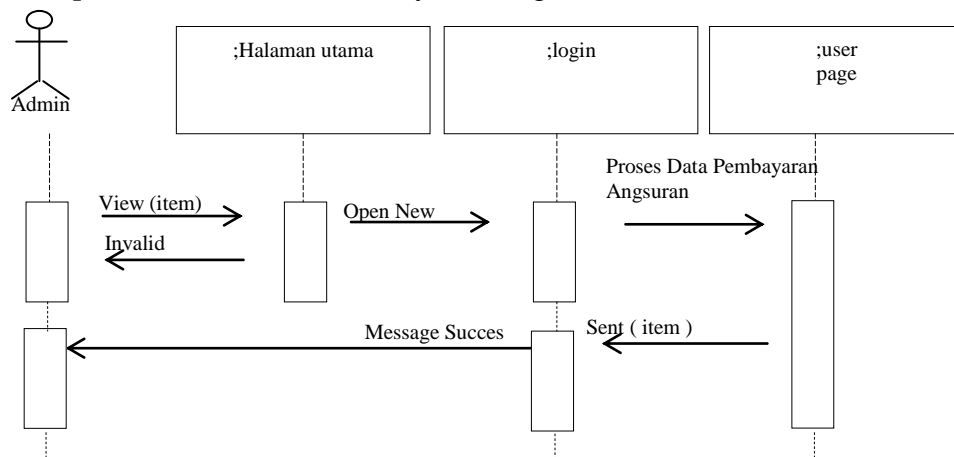 ;Halaman utama
;login
;user
page
Admin
Proses Data Pembayaran
Angsuran
View (item)
Open New
Invalid
Message Succes
Sent ( item )